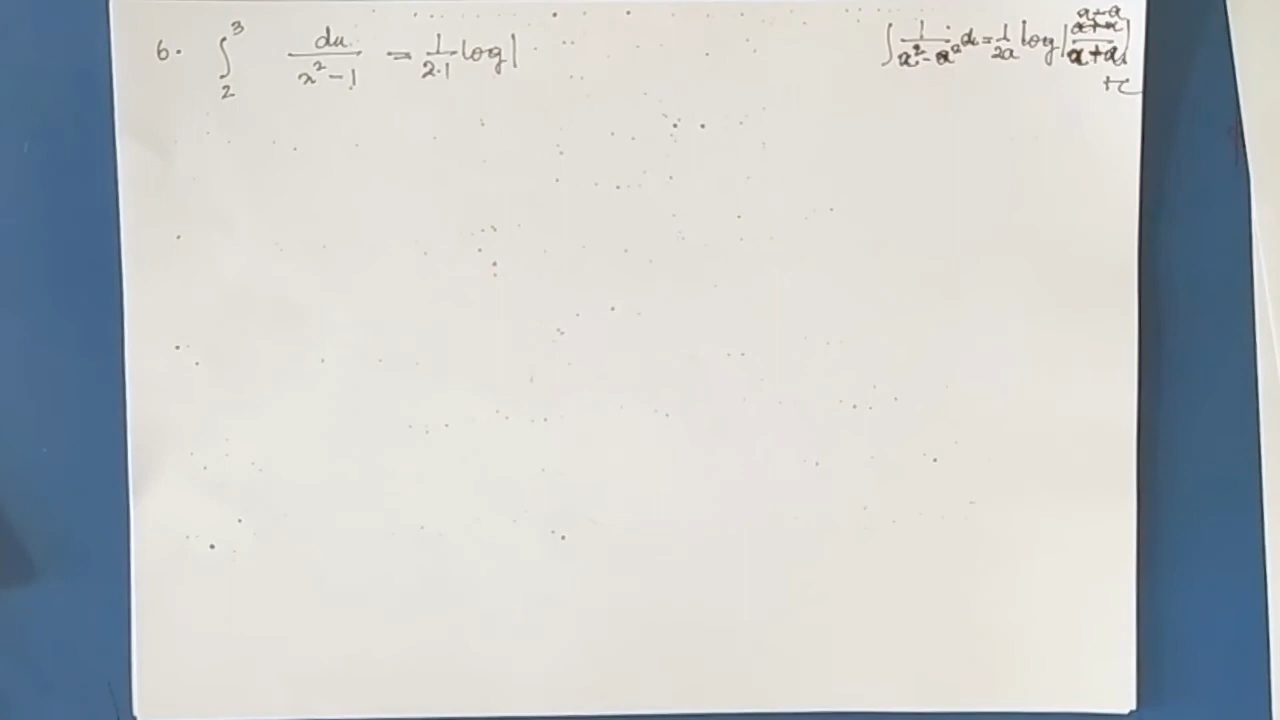 6. ∫₂³ dx/(x²-1) = 1/(2·1) log|
∫ 1/(x²-a²) dx = 1/2a log|(x-a)/(x+a)| + c